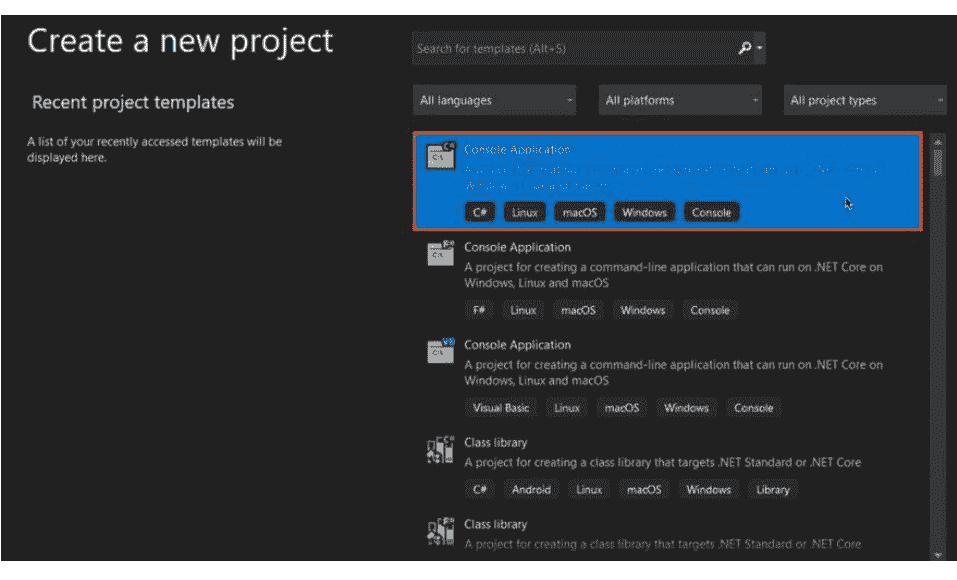 Create a new project
Search for templates (Alt+S)
Recent project templates
All languages
All platforms
All project types
A list of your recently accessed templates will be
displayed here.
Console Application
C#
Linux
macOS
Windows
Console
Console Application
A project for creating a command-line application that can run on .NET Core on
Windows, Linux and macOS
F#
Linux
macOS
Windows
Console
Console Application
A project for creating a command-line application that can run on .NET Core on
Windows, Linux and macOS
Visual Basic
Linux
macOS
Windows
Console
Class library
A project for creating a class library that targets .NET Standard or .NET Core
C#
Android
Linux
macOS
Windows
Library
Class library
A project for creating a class library that targets .NET Standard or .NET Core